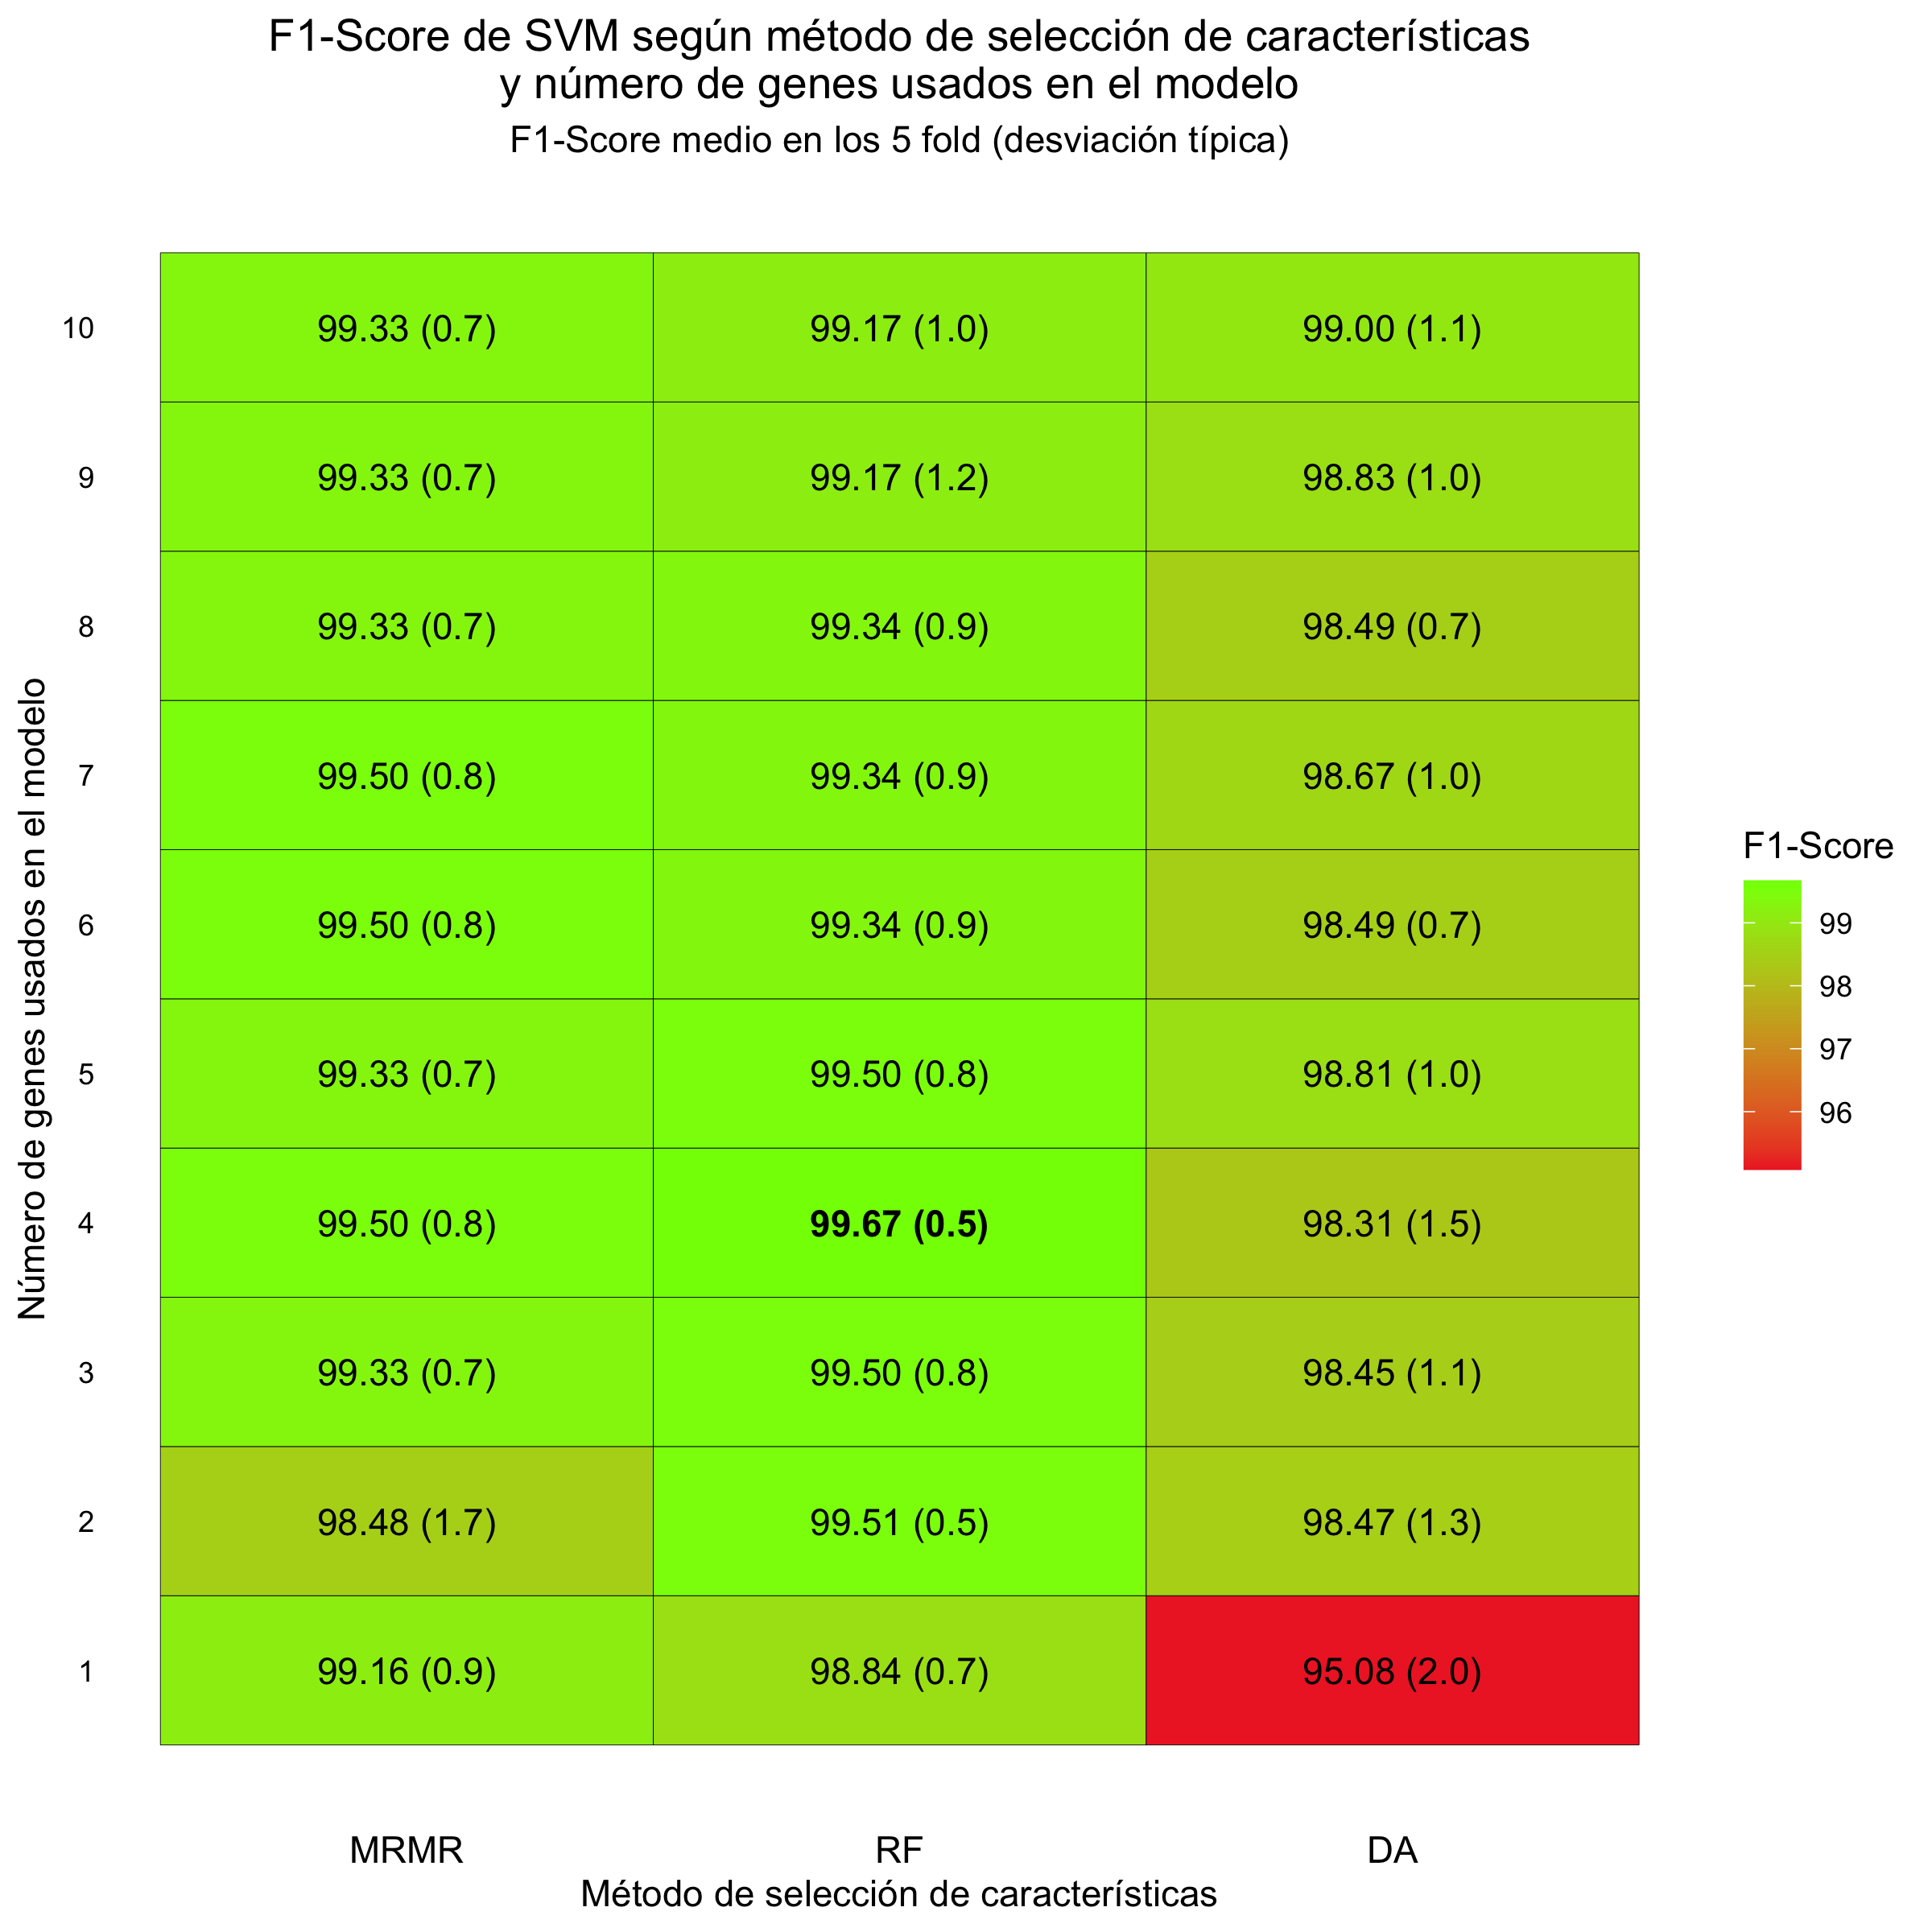 F1-Score de SVM según método de selección de características
y número de genes usados en el modelo
F1-Score medio en los 5 fold (desviación típica)
Número de genes usados en el modelo
10 99.33 (0.7) 99.17 (1.0) 99.00 (1.1)
9 99.33 (0.7) 99.17 (1.2) 98.83 (1.0)
8 99.33 (0.7) 99.34 (0.9) 98.49 (0.7)
7 99.50 (0.8) 99.34 (0.9) 98.67 (1.0)
6 99.50 (0.8) 99.34 (0.9) 98.49 (0.7)
5 99.33 (0.7) 99.50 (0.8) 98.81 (1.0)
4 99.50 (0.8) 99.67 (0.5) 98.31 (1.5)
3 99.33 (0.7) 99.50 (0.8) 98.45 (1.1)
2 98.48 (1.7) 99.51 (0.5) 98.47 (1.3)
1 99.16 (0.9) 98.84 (0.7) 95.08 (2.0)
MRMR RF DA
Método de selección de características
F1-Score
99
98
97
96